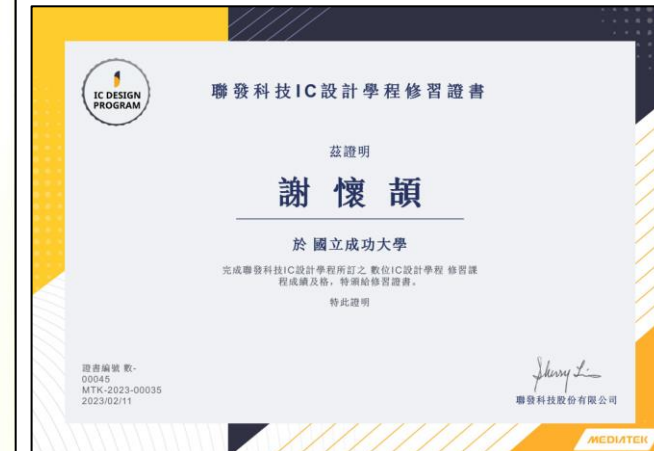 IC DESIGN
PROGRAM
聯發科技IC設計學程修習證書
茲證明
謝懷頡
於 國立成功大學
完成聯發科技IC設計學程所訂之 數位IC設計學程 修習課
程成績及格，特頒給修習證書。
特此證明
證書編號 數-
00045
MTK-2023-00035
2023/02/11
Sherry Lin
聯發科技股份有限公司
MEDIATEK